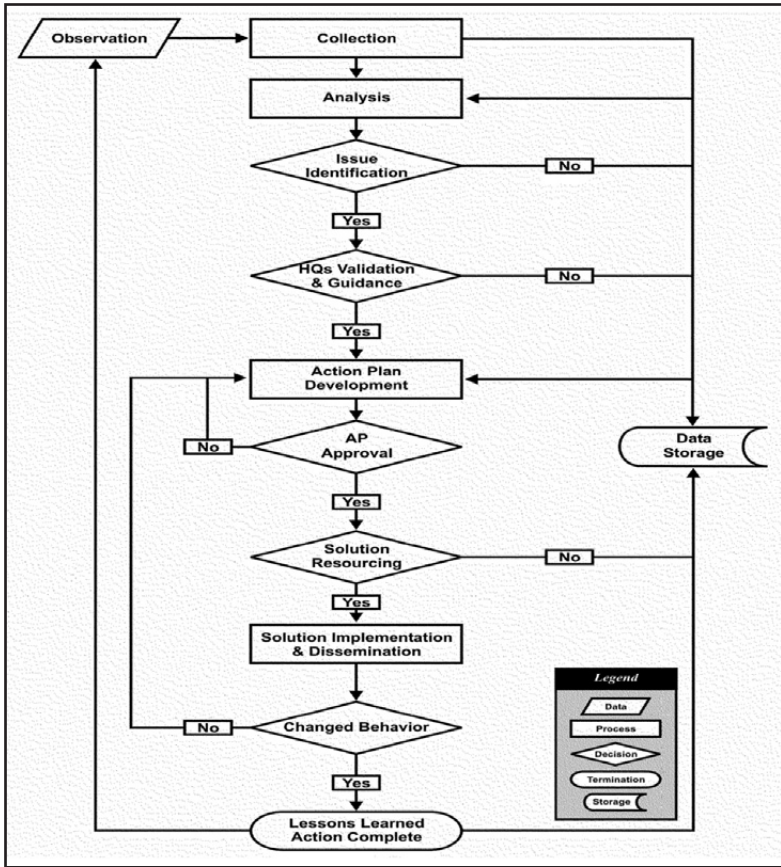 Observation
Collection
Analysis
Issue
Identification
No
Yes
HQs Validation
& Guidance
No
Yes
Action Plan
Development
AP
Approval
No
Data
Storage
Yes
Solution
Resourcing
No
Yes
Solution Implementation
& Dissemination
Changed Behavior
No
Yes
Lessons Learned
Action Complete
Legend
Data
Process
Decision
Termination
Storage